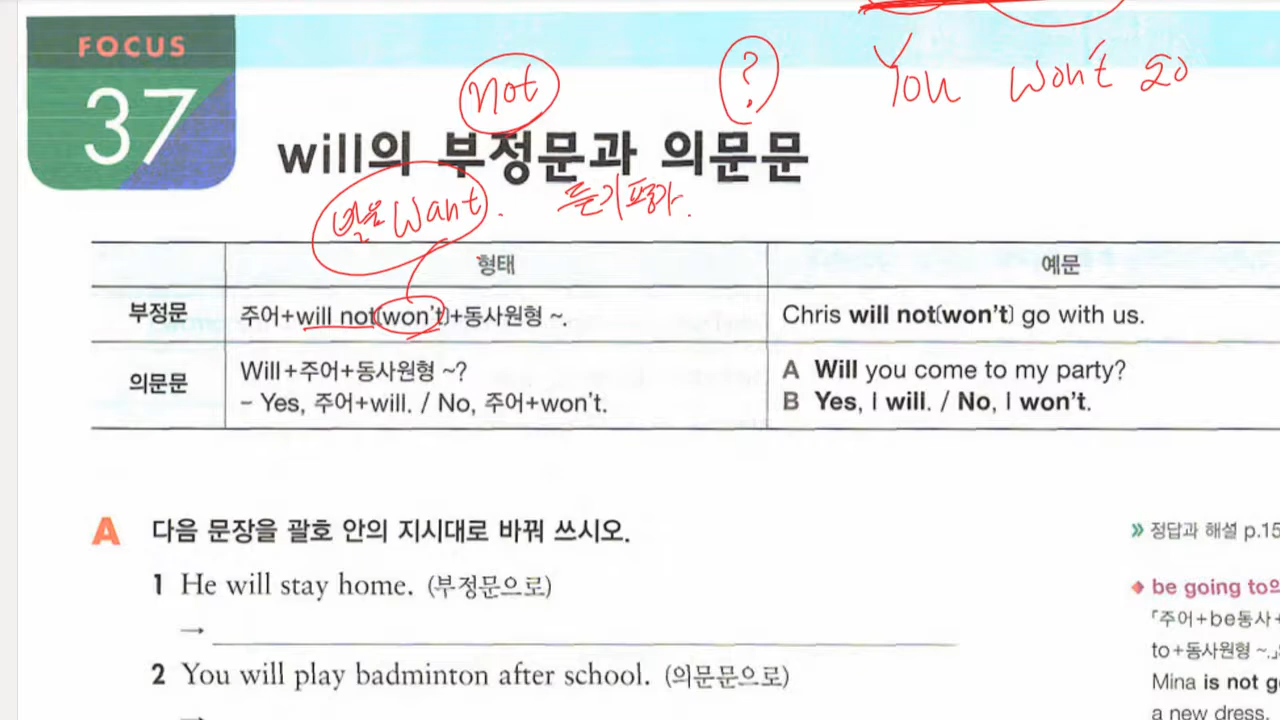 FOCUS
37
not
?
You won't go
will의 부정문과 의문문
발음 want. 듣기평가.
형태 예문
부정문 주어+will not(won't)+동사원형 ~. Chris will not(won't) go with us.
의문문 Will+주어+동사원형 ~? A Will you come to my party?
– Yes, 주어+will. / No, 주어+won't. B Yes, I will. / No, I won't.
A 다음 문장을 괄호 안의 지시대로 바꿔 쓰시오.
» 정답과 해설 p.15
1 He will stay home. (부정문으로)
→
2 You will play badminton after school. (의문문으로)
→
◆ be going to의
「주어+be동사+
to+동사원형 ~.」
Mina is not go
a new dress.